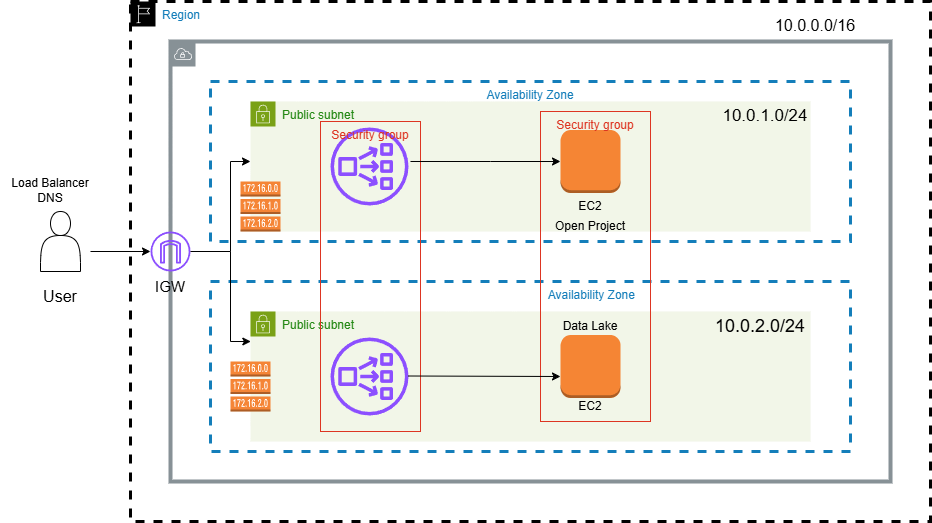 Region
10.0.0.0/16
Availability Zone
Public subnet
Security group
Security group
10.0.1.0/24
Load Balancer
DNS
172.16.0.0
172.16.1.0
172.16.2.0
EC2
Open Project
User
IGW
Availability Zone
Public subnet
Data Lake
10.0.2.0/24
172.16.0.0
172.16.1.0
172.16.2.0
EC2